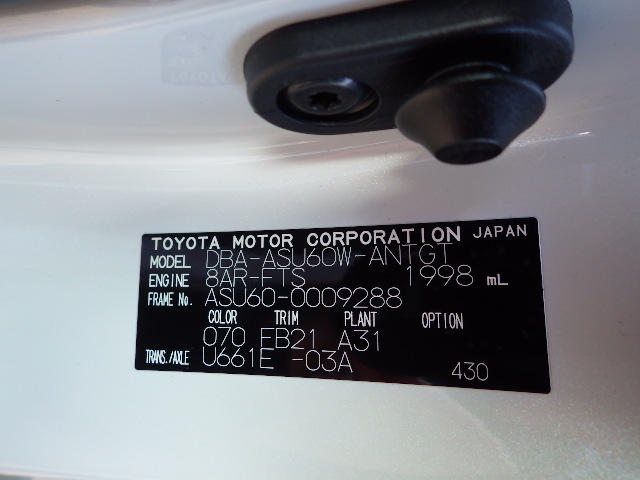 TOYOTA MOTOR CORPORATION JAPAN
MODEL DBA-ASU60W-ANTGT
ENGINE 8AR-FTS 1998 mL
FRAME No. ASU60-0009288
COLOR TRIM PLANT OPTION
070 EB21 A31
TRANS./AXLE U661E -03A 430